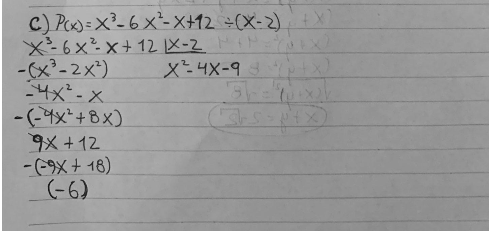 C) P(x)=x³-6x²-x+12 ÷(x-2)
x³-6x²-x+12 |x-2
-(x³-2x²) x²-4x-9
-4x²-x
-(-4x²+8x)
9x+12
-(-9x+18)
(-6)